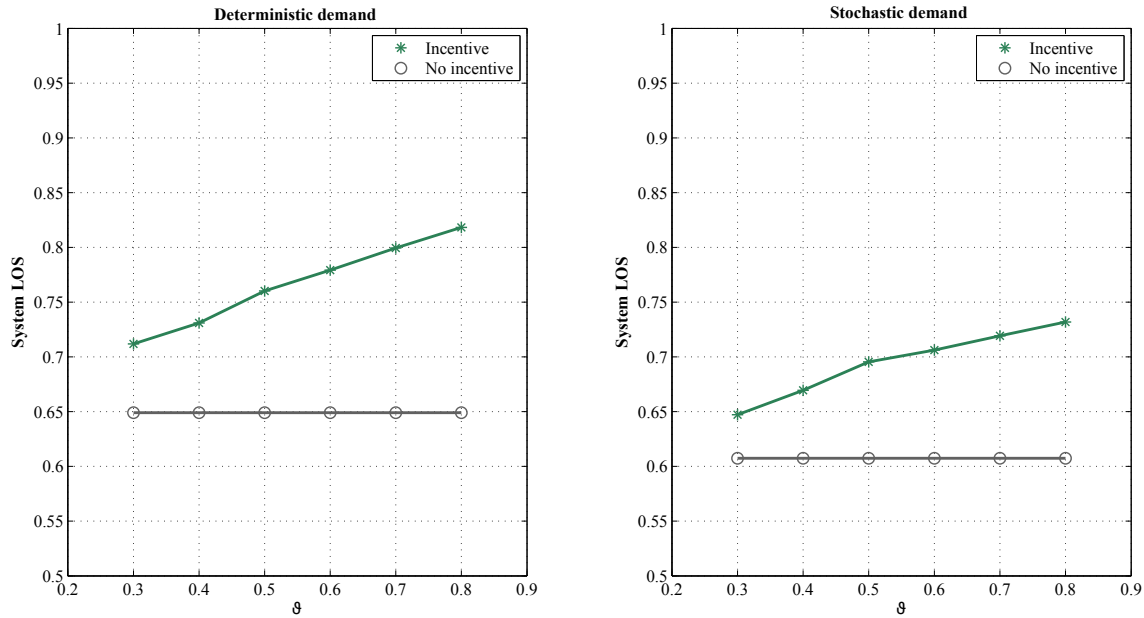 Deterministic demand
1
0.95
0.9
0.85
0.8
0.75
0.7
0.65
0.6
0.55
0.5
0.2 0.3 0.4 0.5 0.6 0.7 0.8 0.9
System LOS
ϑ
Incentive
No incentive
Stochastic demand
1
0.95
0.9
0.85
0.8
0.75
0.7
0.65
0.6
0.55
0.5
0.2 0.3 0.4 0.5 0.6 0.7 0.8 0.9
System LOS
ϑ
Incentive
No incentive